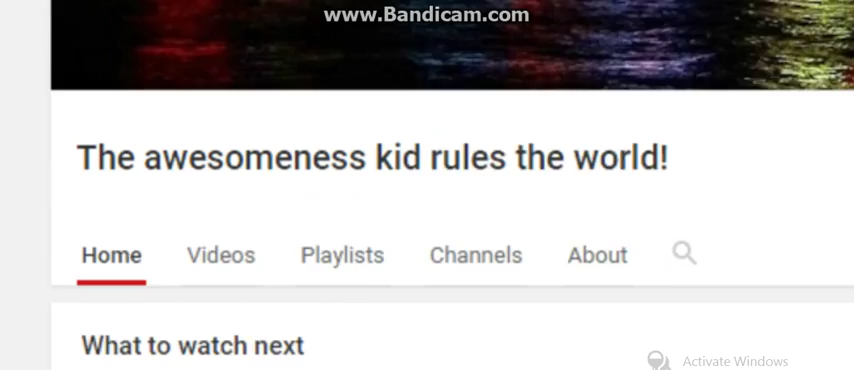 www.Bandicam.com
The awesomeness kid rules the world!
Home Videos Playlists Channels About
What to watch next
Activate Windows